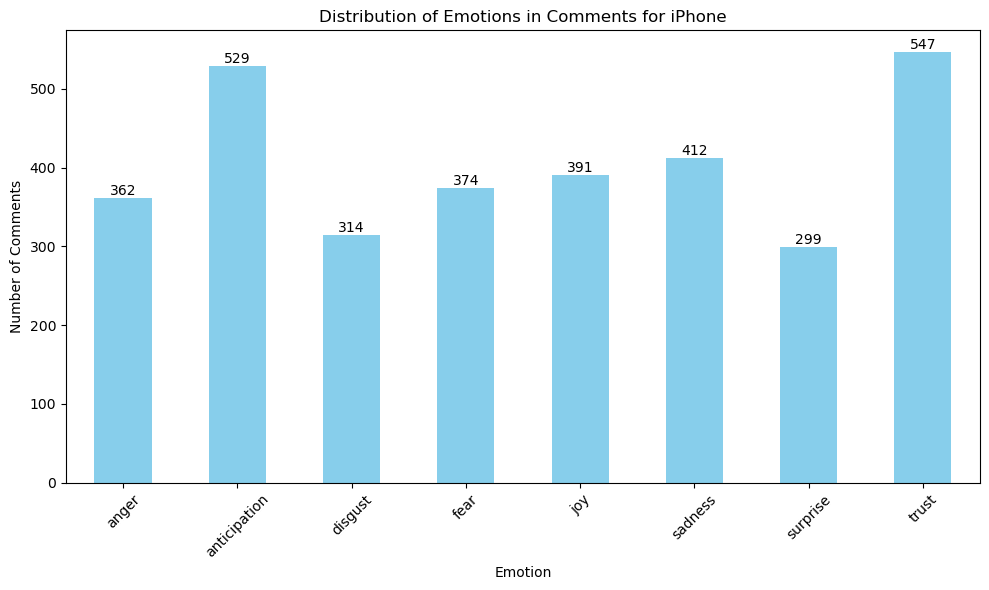 Distribution of Emotions in Comments for iPhone
547
529
500
412
400
391
374
362
314
300
299
200
100
0
Number of Comments
anger
anticipation
disgust
fear
joy
sadness
surprise
trust
Emotion